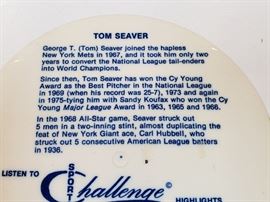 TOM SEAVER
George T. (Tom) Seaver joined the hapless
New York Mets in 1967, and it took him only two
years to convert the National League tail-enders
into World Champions.
Since then, Tom Seaver has won the Cy Young
Award as the Best Pitcher in the National League
in 1969 (when his record was 25-7), 1973 and again
in 1975-tying him with Sandy Koufax who won the Cy
Young Major League Award in 1963, 1965 and 1966.
In the 1968 All-Star game, Seaver struck out
5 men in a two-inning stint, almost duplicating the
feat of New York Giant ace, Carl Hubbell, who
struck out 5 consecutive American League batters
in 1936.
LISTEN TO SPORTS Challenge © HIGHLIGHTS